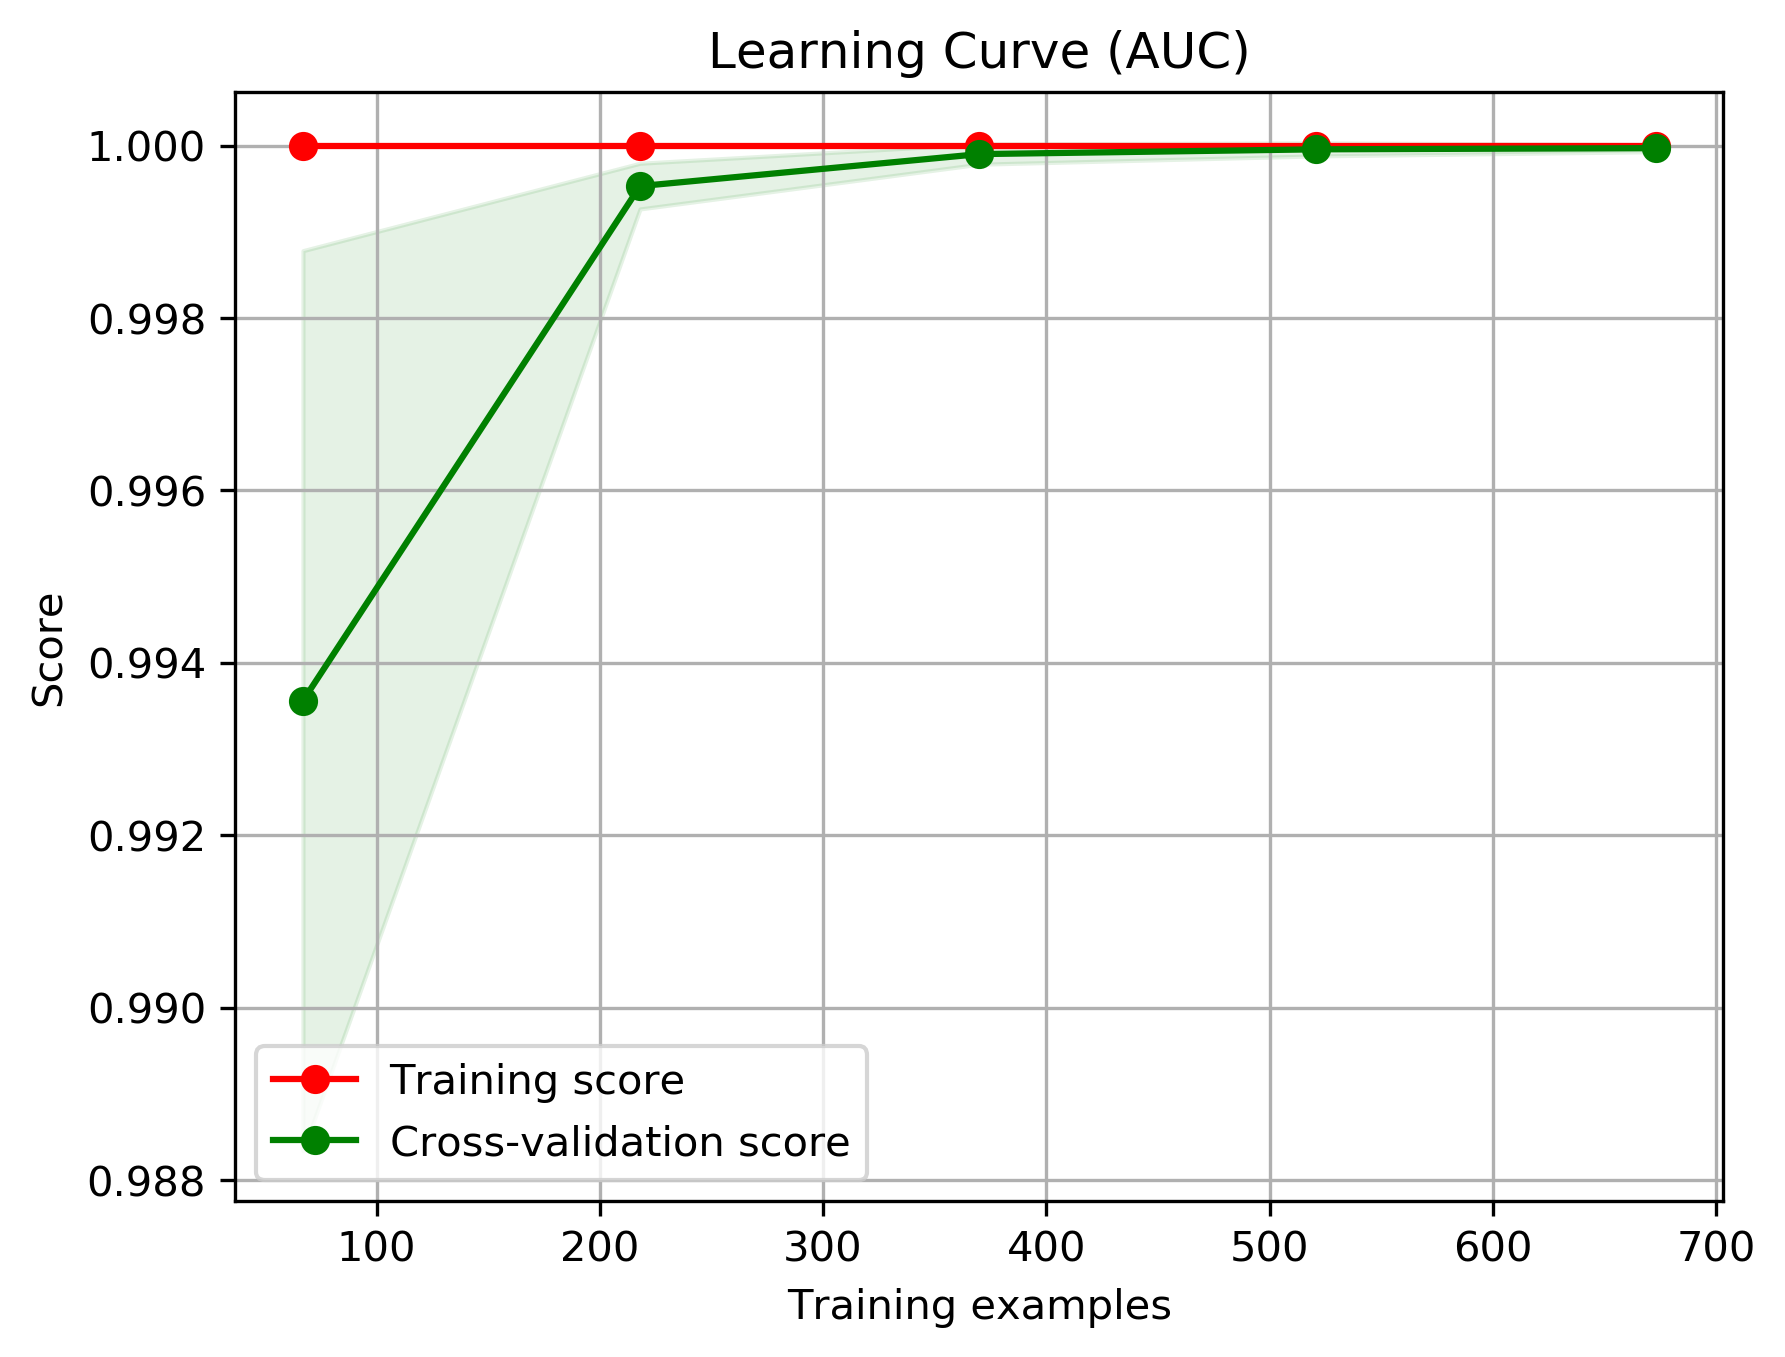 Learning Curve (AUC)
1.000
0.998
0.996
0.994
0.992
0.990
0.988
Score
Training score
Cross-validation score
100 200 300 400 500 600 700
Training examples